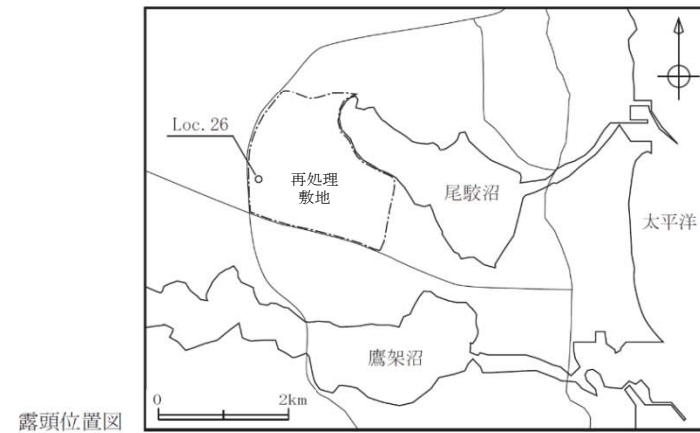 Loc.26
再処理
敷地
尾駮沼
太平洋
鷹架沼
0 2km
露頭位置図